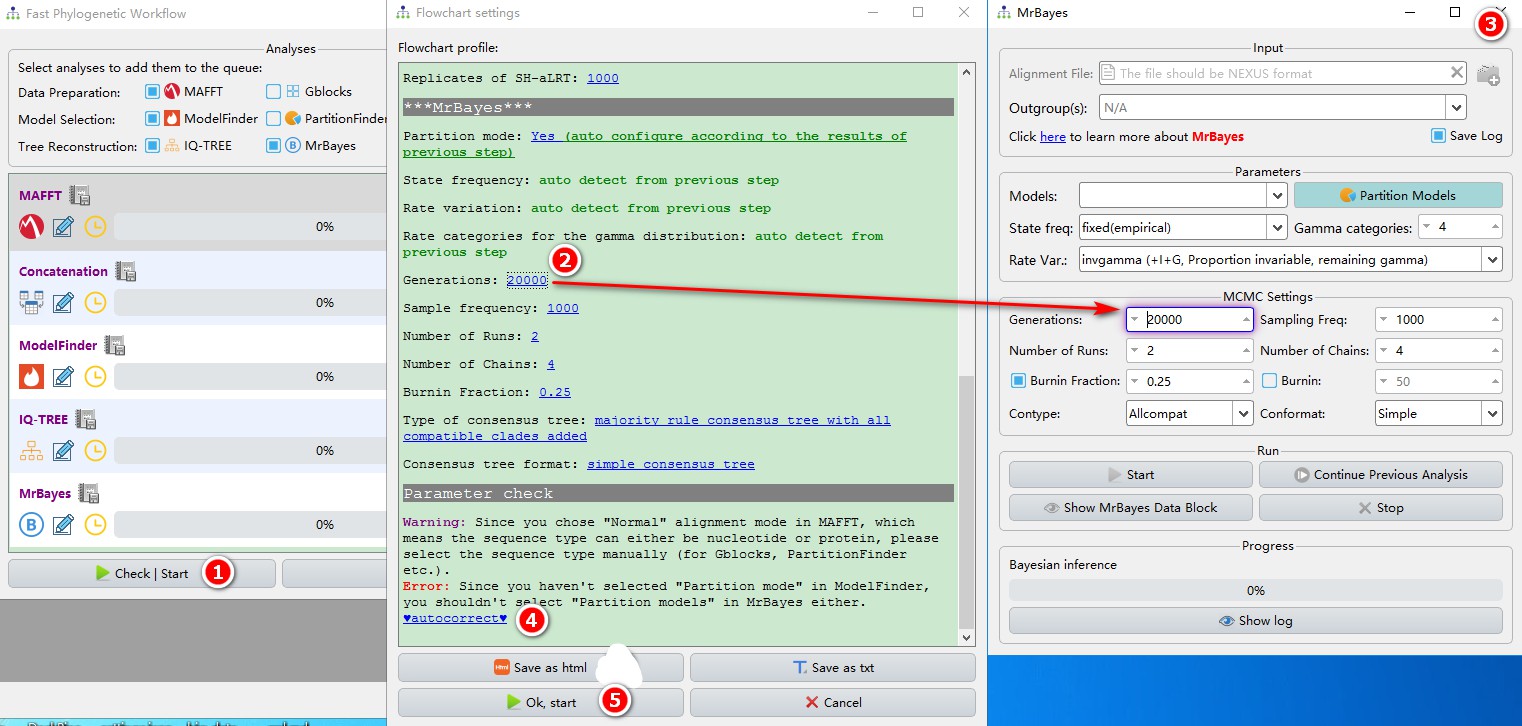 Fast Phylogenetic Workflow
Analyses
Select analyses to add them to the queue:
Data Preparation: MAFFT Gblocks
Model Selection: ModelFinder PartitionFinder
Tree Reconstruction: IQ-TREE MrBayes
MAFFT
0%
Concatenation
0%
ModelFinder
0%
IQ-TREE
0%
MrBayes
B 0%
Check | Start 1
Flowchart settings
Flowchart profile:
Replicates of SH-aLRT: 1000
***MrBayes***
Partition mode: Yes (auto configure according to the results of
previous step)
State frequency: auto detect from previous step
Rate variation: auto detect from previous step
Rate categories for the gamma distribution: auto detect from
previous step
2
Generations: 20000
Sample frequency: 1000
Number of Runs: 2
Number of Chains: 4
Burnin Fraction: 0.25
Type of consensus tree: majority rule consensus tree with all
compatible clades added
Consensus tree format: simple consensus tree
Parameter check
Warning: Since you chose "Normal" alignment mode in MAFFT, which
means the sequence type can either be nucleotide or protein, please
select the sequence type manually (for Gblocks, PartitionFinder
etc.).
Error: Since you haven't selected "Partition mode" in ModelFinder,
you shouldn't select "Partition models" in MrBayes either.
♥autocorrect♥ 4
Save as html Save as txt
Ok, start 5 Cancel
MrBayes
3
Input
Alignment File: The file should be NEXUS format
Outgroup(s): N/A
Click here to learn more about MrBayes Save Log
Parameters
Models: Partition Models
State freq: fixed(empirical) Gamma categories: 4
Rate Var.: invgamma (+I+G, Proportion invariable, remaining gamma)
MCMC Settings
Generations: 20000 Sampling Freq: 1000
Number of Runs: 2 Number of Chains: 4
Burnin Fraction: 0.25 Burnin: 50
Contype: Allcompat Conformat: Simple
Run
Start Continue Previous Analysis
Show MrBayes Data Block Stop
Progress
Bayesian inference
0%
Show log